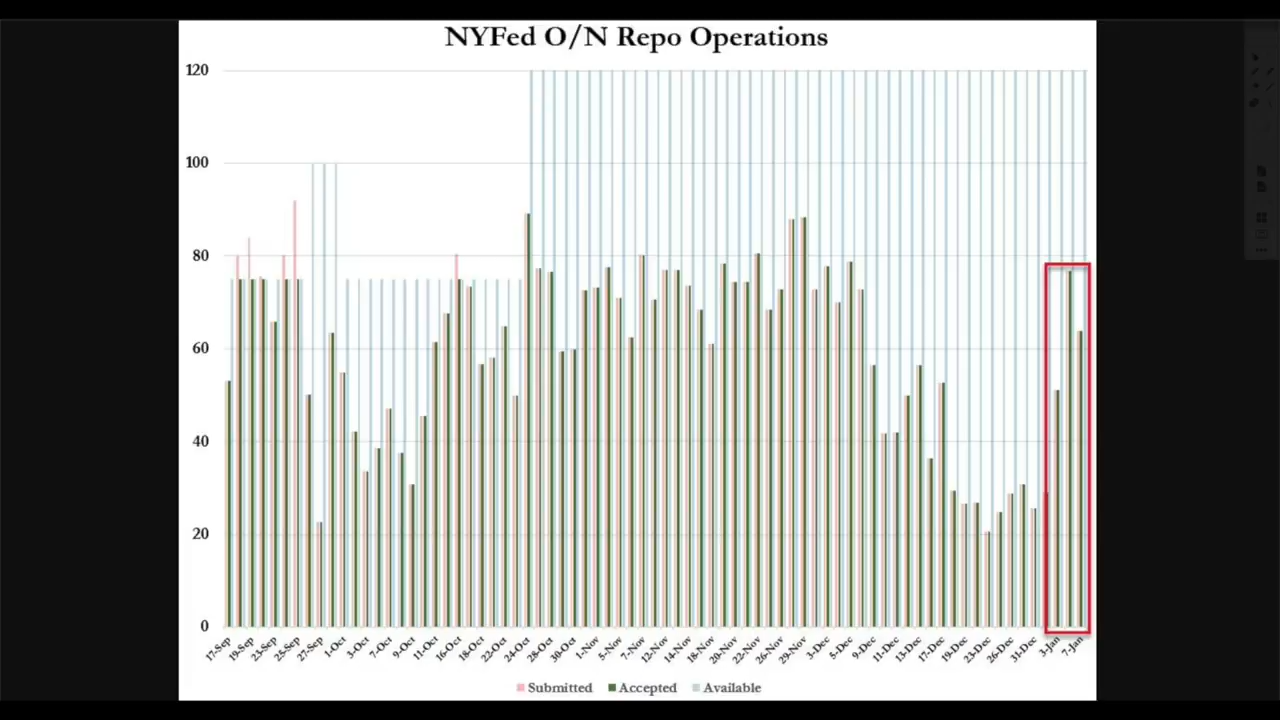 NYFed O/N Repo Operations
120
100
80
60
40
20
0
17-Sep 19-Sep 23-Sep 25-Sep 27-Sep 1-Oct 3-Oct 7-Oct 9-Oct 11-Oct 16-Oct 18-Oct 22-Oct 24-Oct 28-Oct 30-Oct 1-Nov 5-Nov 7-Nov 12-Nov 14-Nov 18-Nov 20-Nov 22-Nov 26-Nov 29-Nov 3-Dec 5-Dec 9-Dec 11-Dec 13-Dec 17-Dec 19-Dec 23-Dec 26-Dec 31-Dec 3-Jan 7-Jan
Submitted Accepted Available